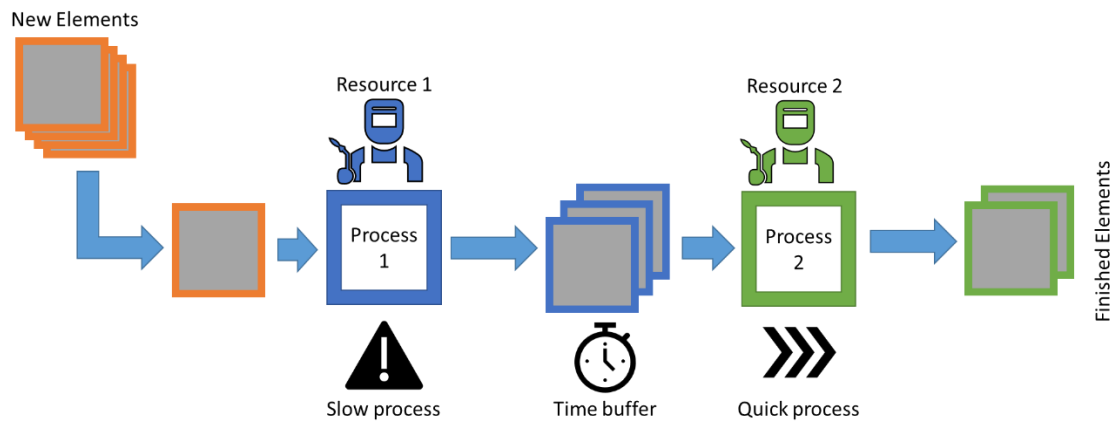 New Elements
Resource 1
Resource 2
Process
1
Process
2
Finished Elements
Slow process
Time buffer
Quick process